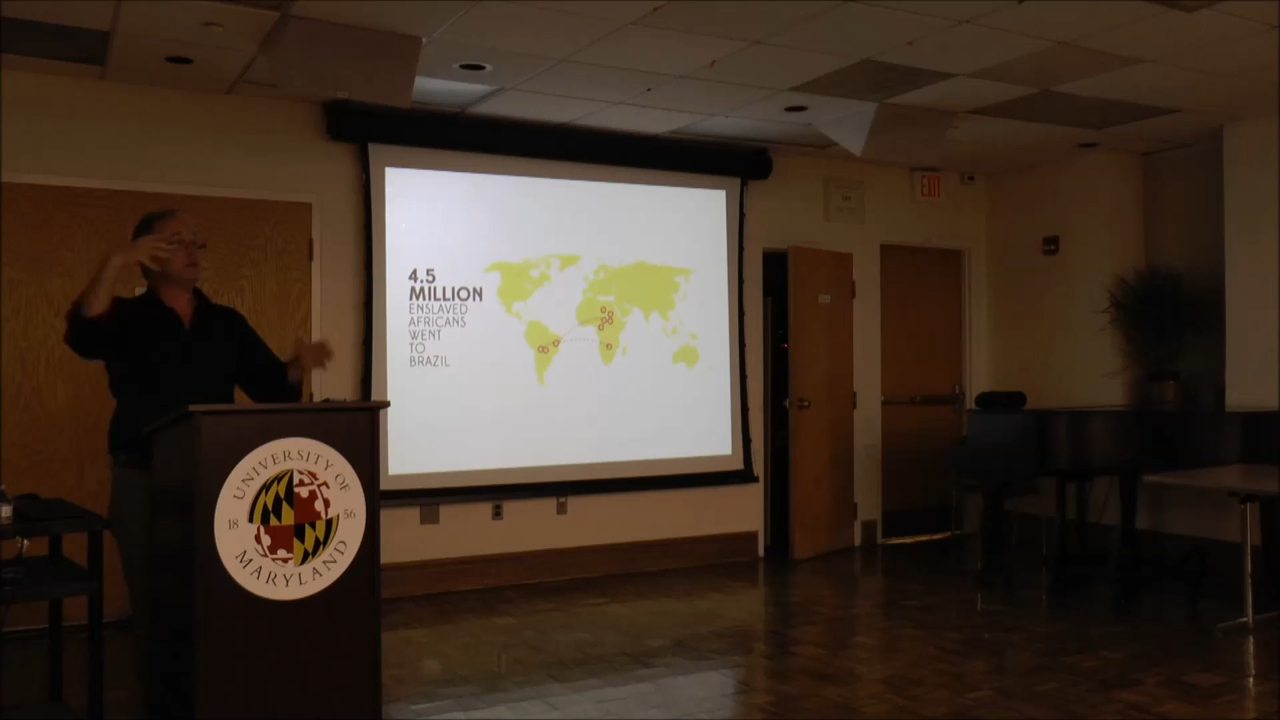 4.5
MILLION
ENSLAVED
AFRICANS
WENT
TO
BRAZIL
EXIT
UNIVERSITY OF
18 56
MARYLAND